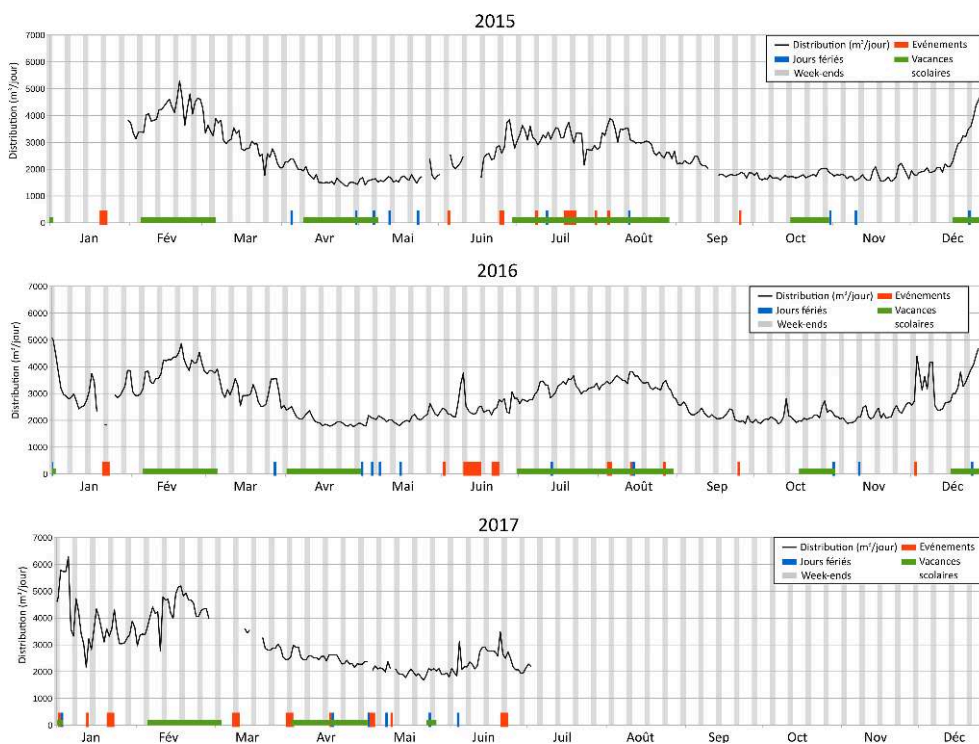 2015
Distribution (m³/jour)
7000
6000
5000
4000
3000
2000
1000
0
Distribution (m³/jour) Evénements
Jours fériés Vacances
Week-ends scolaires
Jan Fév Mar Avr Mai Juin Juil Août Sep Oct Nov Déc
2016
Distribution (m³/jour)
7000
6000
5000
4000
3000
2000
1000
0
Distribution (m³/jour) Evénements
Jours fériés Vacances
Week-ends scolaires
Jan Fév Mar Avr Mai Juin Juil Août Sep Oct Nov Déc
2017
Distribution (m³/jour)
7000
6000
5000
4000
3000
2000
1000
0
Distribution (m³/jour) Evénements
Jours fériés Vacances
Week-ends scolaires
Jan Fév Mar Avr Mai Juin Juil Août Sep Oct Nov Déc